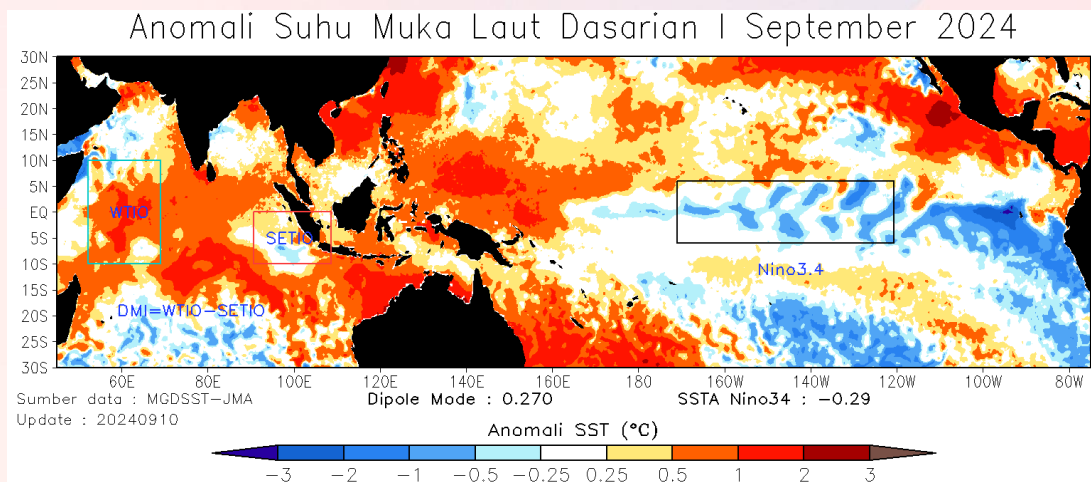 Anomali Suhu Muka Laut Dasarian I September 2024
30N
25N
20N
15N
10N
5N
EQ
5S
10S
15S
20S
25S
30S
WTIO
SETIO
Nino3.4
DMI=WTIO-SETIO
60E 80E 100E 120E 140E 160E 180 160W 140W 120W 100W 80W
Sumber data : MGDSST-JMA
Dipole Mode : 0.270
SSTA Nino34 : -0.29
Update : 20240910
Anomali SST (°C)
-3 -2 -1 -0.5 -0.25 0.25 0.5 1 2 3